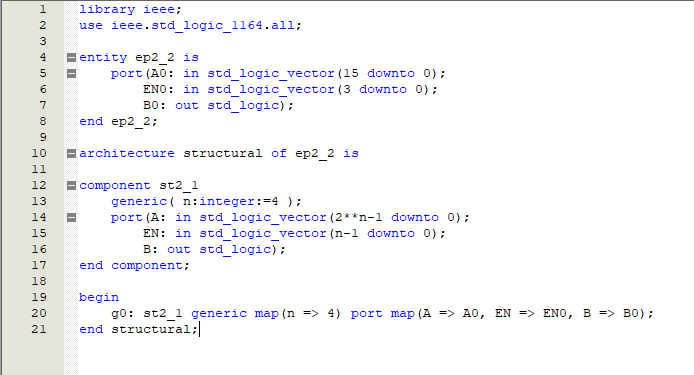 1 library ieee;
2 use ieee.std_logic_1164.all;
3
4 entity ep2_2 is
5 port(A0: in std_logic_vector(15 downto 0);
6 EN0: in std_logic_vector(3 downto 0);
7 B0: out std_logic);
8 end ep2_2;
9
10 architecture structural of ep2_2 is
11
12 component st2_1
13 generic( n:integer:=4 );
14 port(A: in std_logic_vector(2**n-1 downto 0);
15 EN: in std_logic_vector(n-1 downto 0);
16 B: out std_logic);
17 end component;
18
19 begin
20 g0: st2_1 generic map(n => 4) port map(A => A0, EN => EN0, B => B0);
21 end structural;